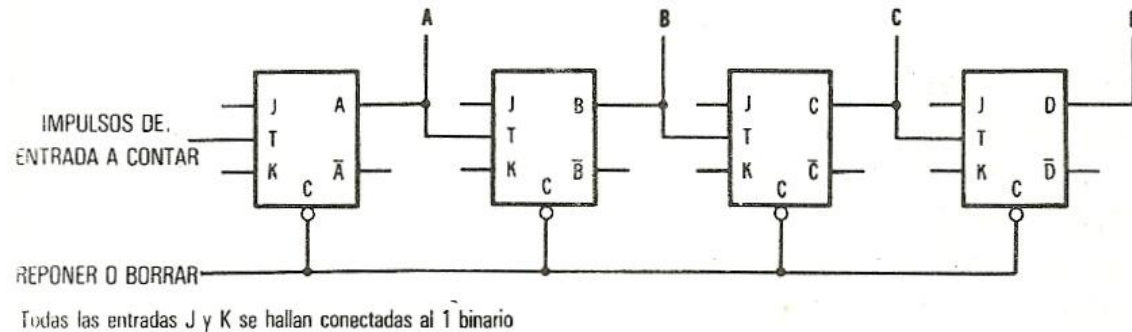 A B C
J A J B J C J D
IMPULSOS DE.
T T T T
ENTRADA A CONTAR
K A̅ K B̅ K C̅ K D̅
C C C C
REPONER O BORRAR
Todas las entradas J y K se hallan conectadas al 1 binario